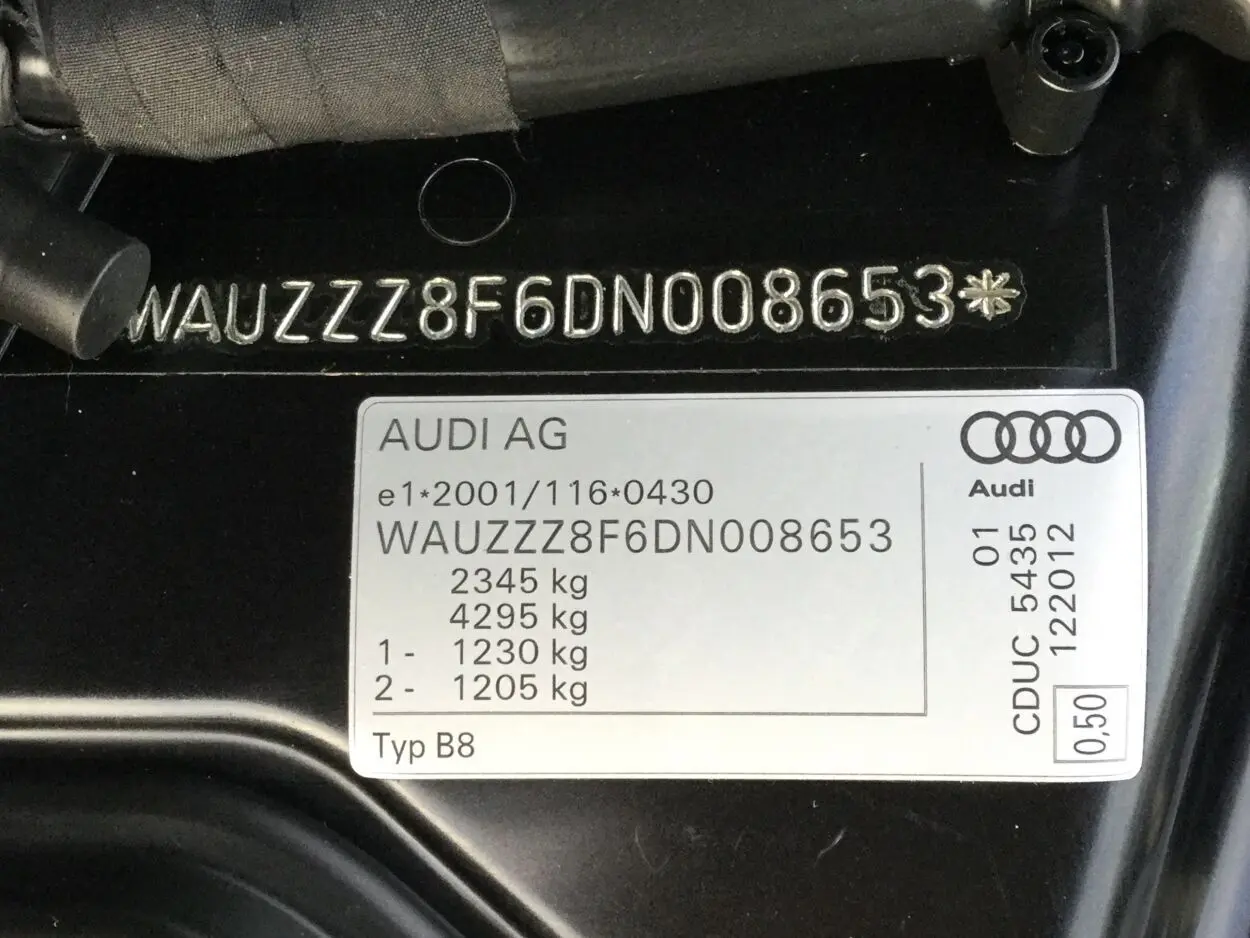 WAUZZZ8F6DN008653*
AUDI AG
e1*2001/116*0430
WAUZZZ8F6DN008653
2345 kg
4295 kg
1- 1230 kg
2- 1205 kg
Typ B8
Audi
01
CDUC 5435
122012
0,50